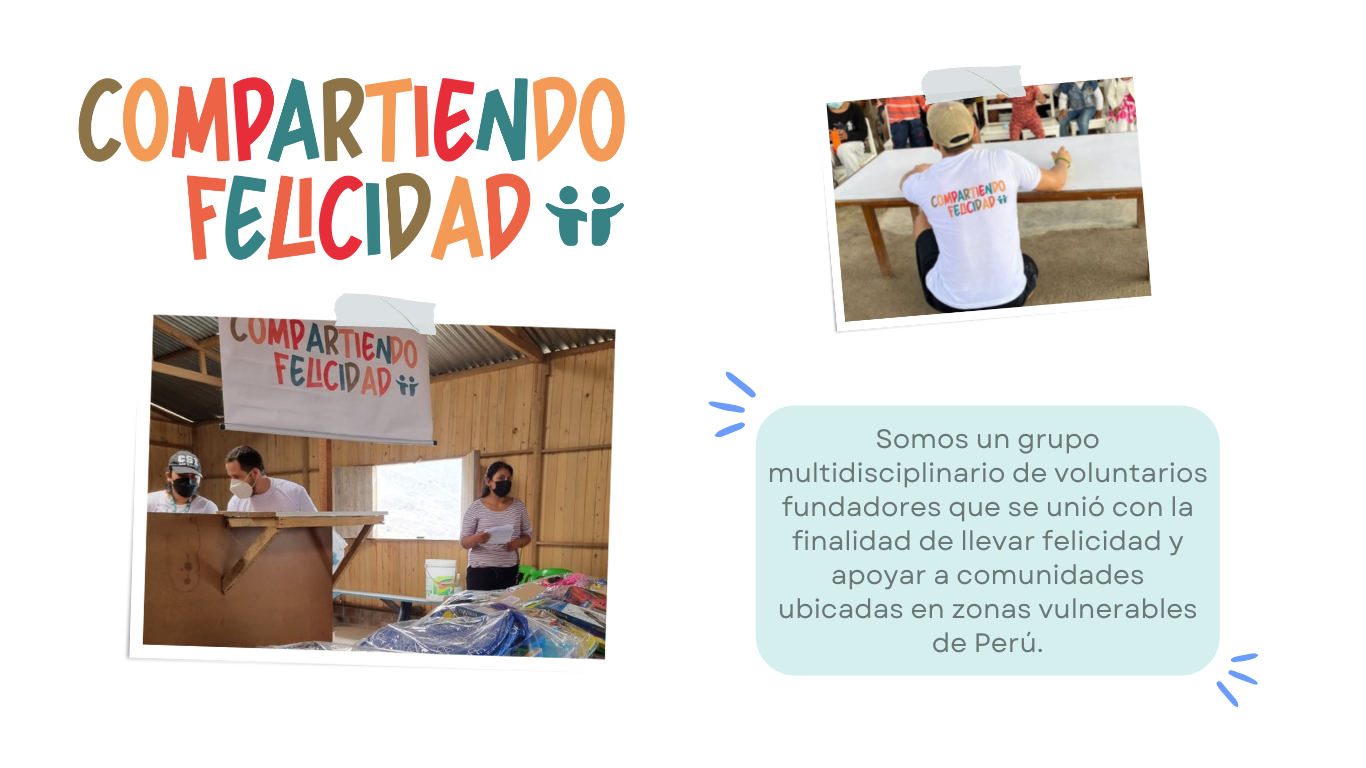 COMPARTIENDO
FELICIDAD
COMPARTIENDO
FELICIDAD
COMPARTIENDO
FELICIDAD
CST
Somos un grupo
multidisciplinario de voluntarios
fundadores que se unió con la
finalidad de llevar felicidad y
apoyar a comunidades
ubicadas en zonas vulnerables
de Perú.